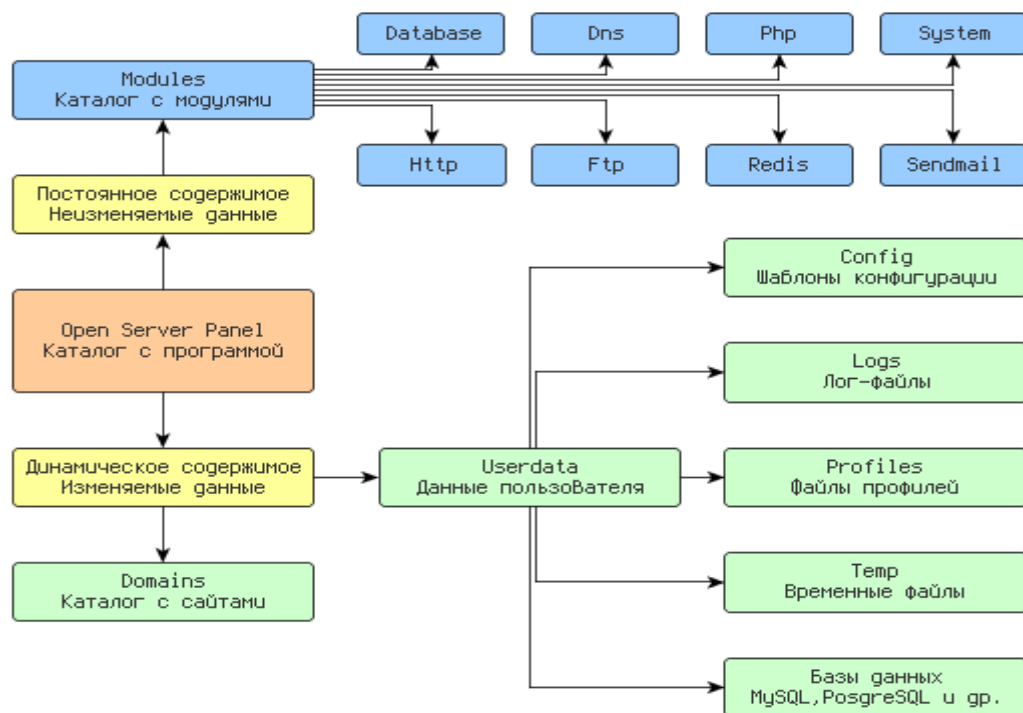 Database
Dns
Php
System
Modules
Каталог с модулями
Http
Ftp
Redis
Sendmail
Постоянное содержимое
Неизменяемые данные
Config
Шаблоны конфигурации
Open Server Panel
Каталог с программой
Logs
Лог-файлы
Динамическое содержимое
Изменяемые данные
Userdata
Данные пользователя
Profiles
Файлы профилей
Domains
Каталог с сайтами
Temp
Временные файлы
Базы данных
MySQL,PosgreSQL и др.